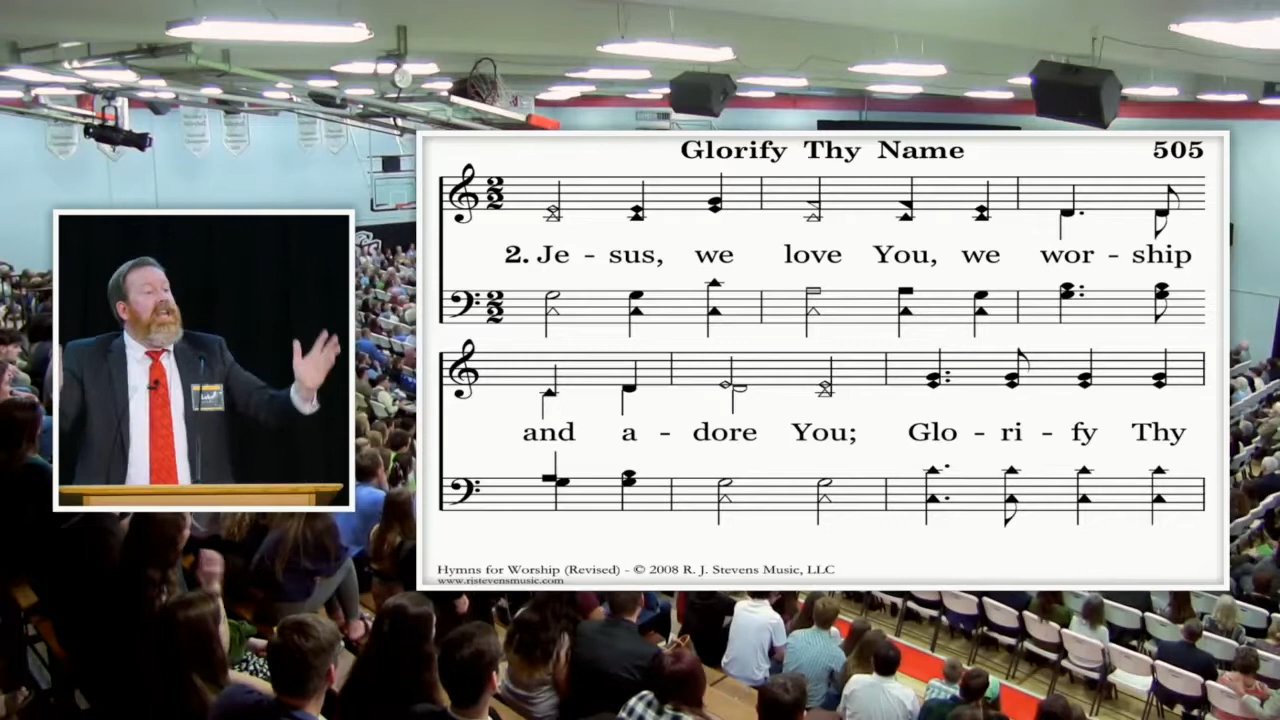 Glorify Thy Name 505
2. Je - sus, we love You, we wor - ship
and a - dore You; Glo - ri - fy Thy
Hymns for Worship (Revised) - © 2008 R. J. Stevens Music, LLC
www.rjstevensmusic.com